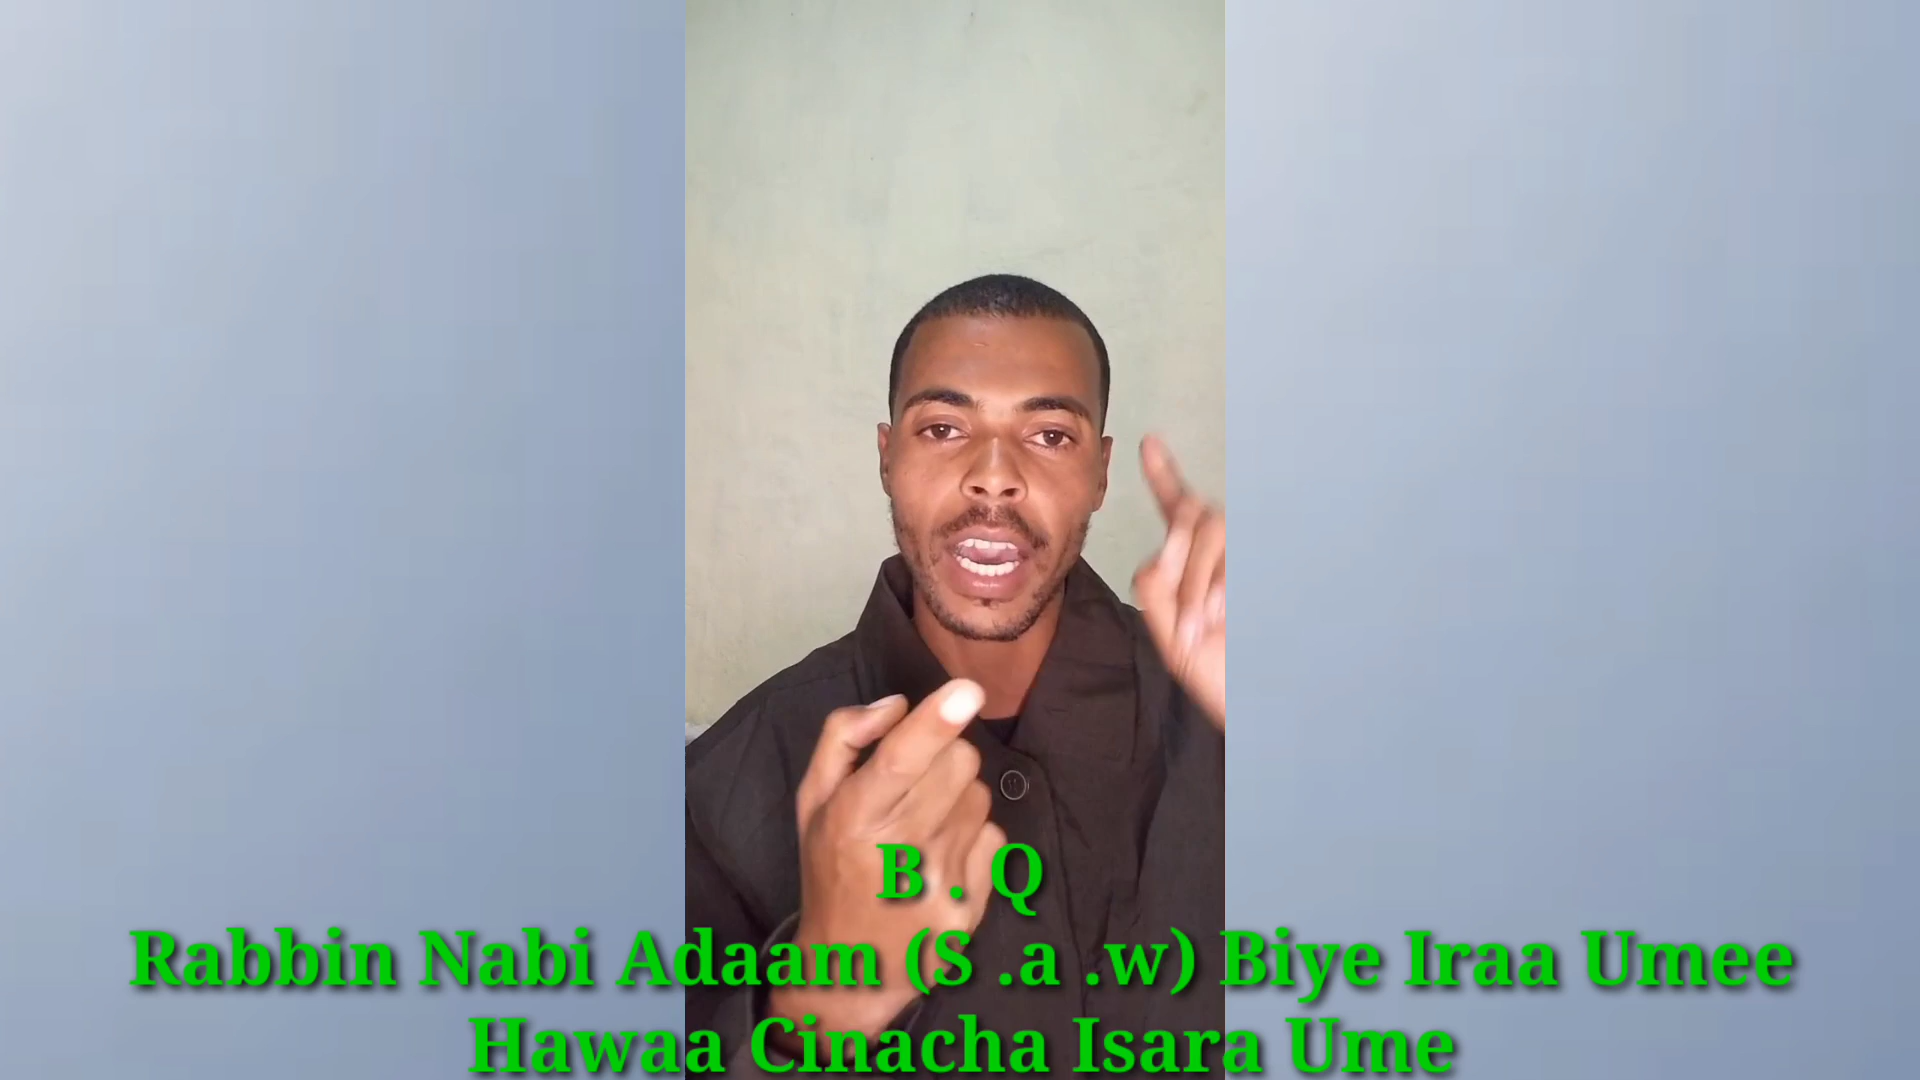 B . Q
Rabbin Nabi Adaam (S .a .w) Biye Iraa Umee
Hawaa Cinacha Isara Ume